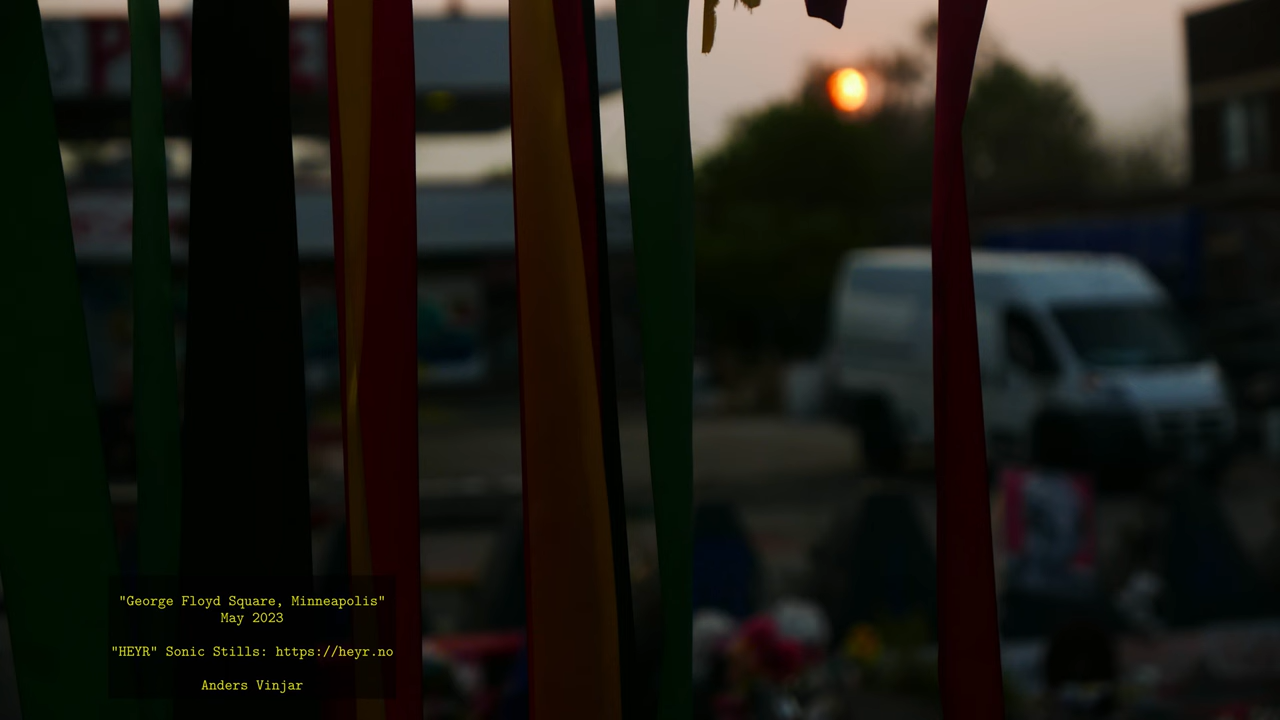 "George Floyd Square, Minneapolis"
May 2023
"HEYR" Sonic Stills: https://heyr.no
Anders Vinjar